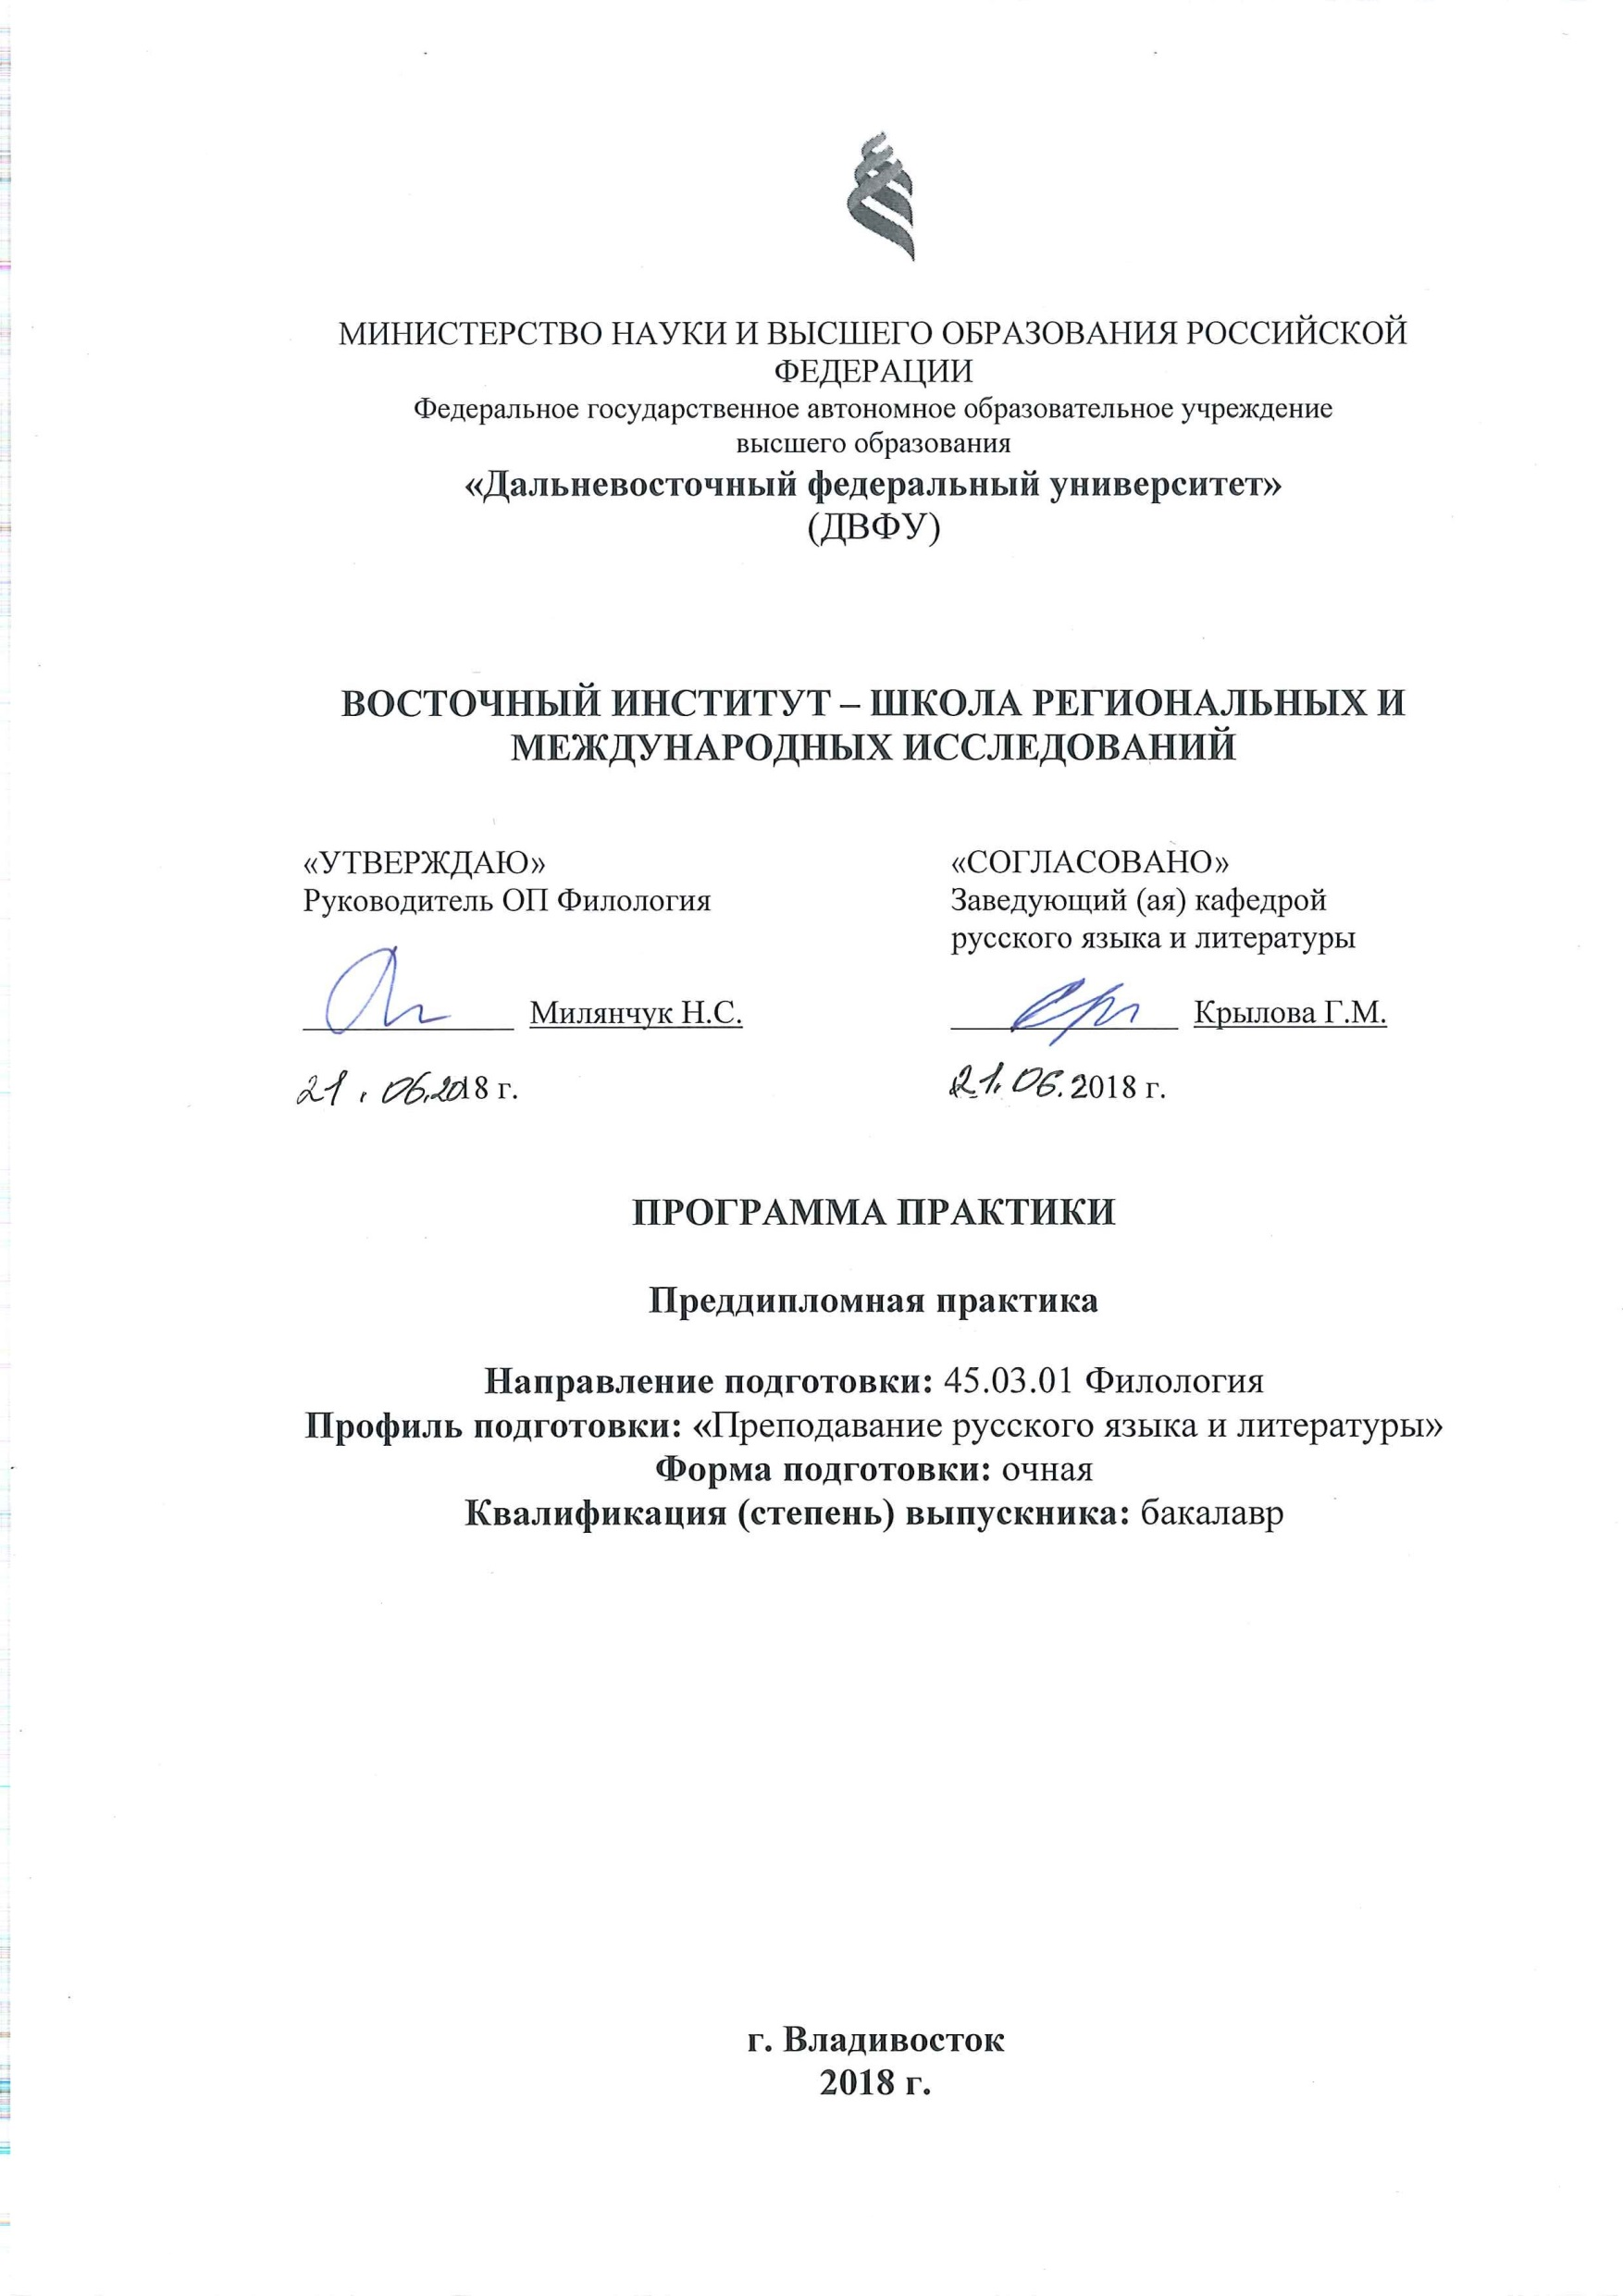 МИНИСТЕРСТВО НАУКИ И ВЫСШЕГО ОБРАЗОВАНИЯ РОССИЙСКОЙ
ФЕДЕРАЦИИ
Федеральное государственное автономное образовательное учреждение
высшего образования
«Дальневосточный федеральный университет»
(ДВФУ)
ВОСТОЧНЫЙ ИНСТИТУТ – ШКОЛА РЕГИОНАЛЬНЫХ И
МЕЖДУНАРОДНЫХ ИССЛЕДОВАНИЙ
«УТВЕРЖДАЮ»
Руководитель ОП Филология
Милянчук Н.С.
21.06.2018 г.
«СОГЛАСОВАНО»
Заведующий (ая) кафедрой
русского языка и литературы
Крылова Г.М.
21.06.2018 г.
ПРОГРАММА ПРАКТИКИ
Преддипломная практика
Направление подготовки: 45.03.01 Филология
Профиль подготовки: «Преподавание русского языка и литературы»
Форма подготовки: очная
Квалификация (степень) выпускника: бакалавр
г. Владивосток
2018 г.